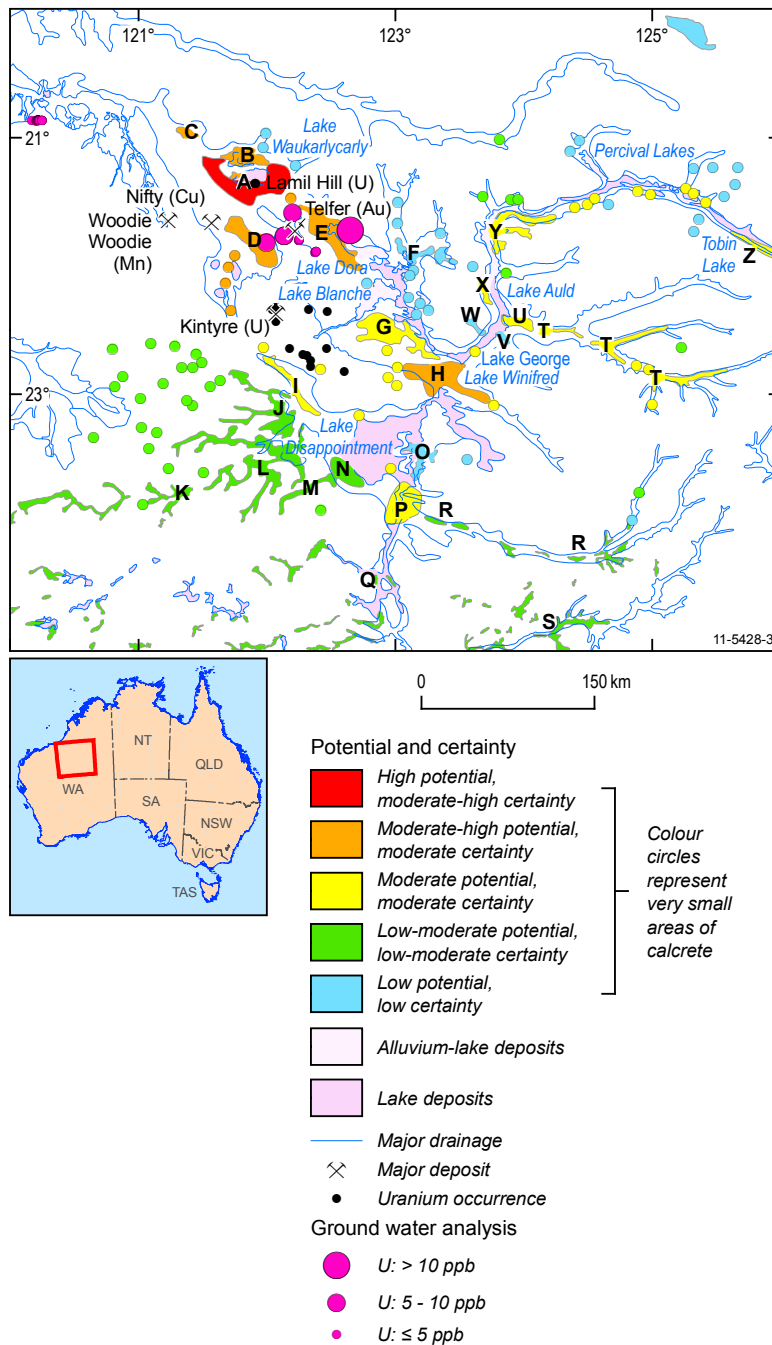 121°
123°
125°
21°
23°
C
Lake
Waukarlycarly
B
A
Lamil Hill (U)
Nifty (Cu)
Telfer (Au)
Woodie
Woodie
(Mn)
D
E
Percival Lakes
Y
Tobin
Lake
Z
F
Lake Dora
Lake Blanche
X
Lake Auld
W
U
T
T
T
V
Kintyre (U)
G
Lake George
Lake Winifred
H
I
J
Lake
Disappointment
O
L
N
K
M
P
R
R
Q
S
11-5428-3
NT
QLD
WA
SA
NSW
VIC
TAS
0
150 km
Potential and certainty
High potential,
moderate-high certainty
Moderate-high potential,
moderate certainty
Moderate potential,
moderate certainty
Low-moderate potential,
low-moderate certainty
Low potential,
low certainty
Colour
circles
represent
very small
areas of
calcrete
Alluvium-lake deposits
Lake deposits
Major drainage
Major deposit
Uranium occurrence
Ground water analysis
U: > 10 ppb
U: 5 - 10 ppb
U: ≤ 5 ppb